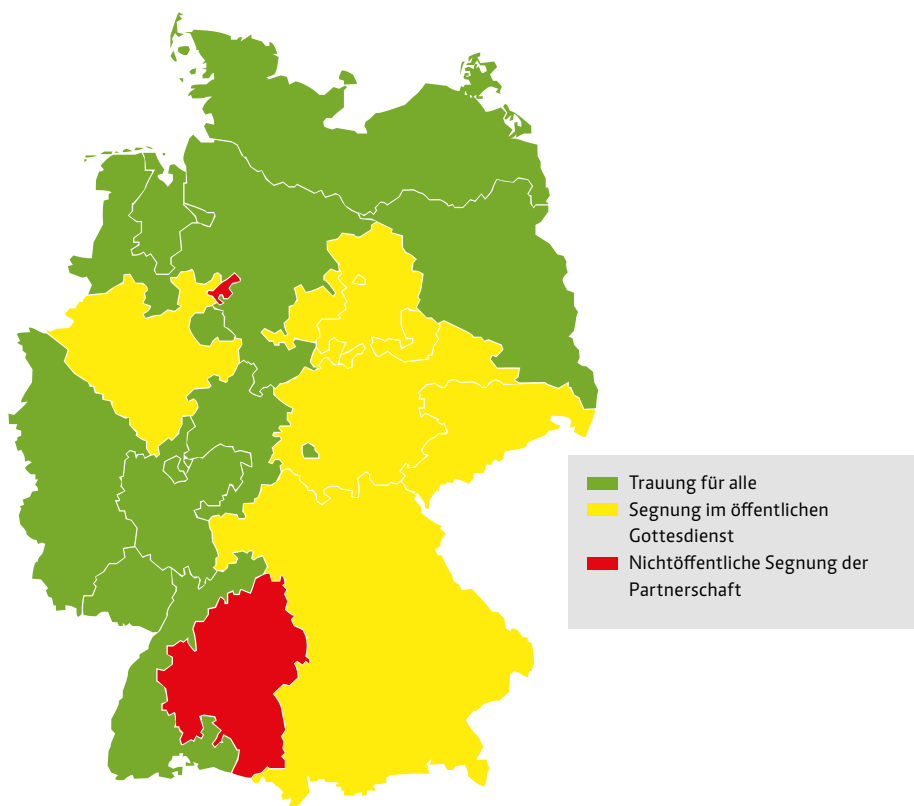 Trauung für alle
Segnung im öffentlichen
Gottesdienst
Nichtöffentliche Segnung der
Partnerschaft